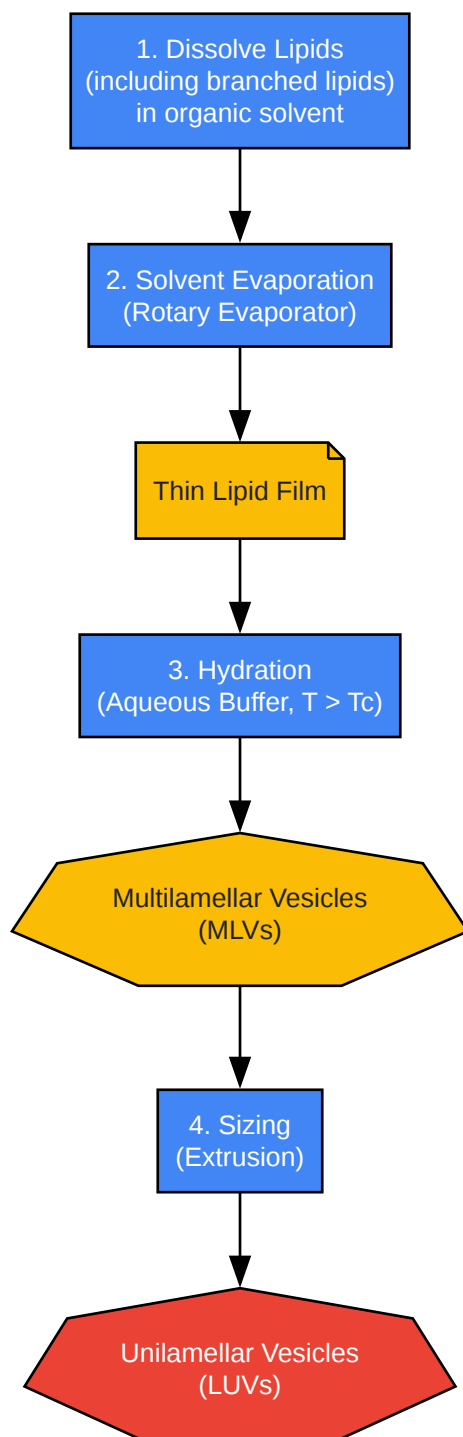 1. Dissolve Lipids
(including branched lipids)
in organic solvent
2. Solvent Evaporation
(Rotary Evaporator)
Thin Lipid Film
3. Hydration
(Aqueous Buffer, T > Tc)
Multilamellar Vesicles
(MLVs)
4. Sizing
(Extrusion)
Unilamellar Vesicles
(LUVs)